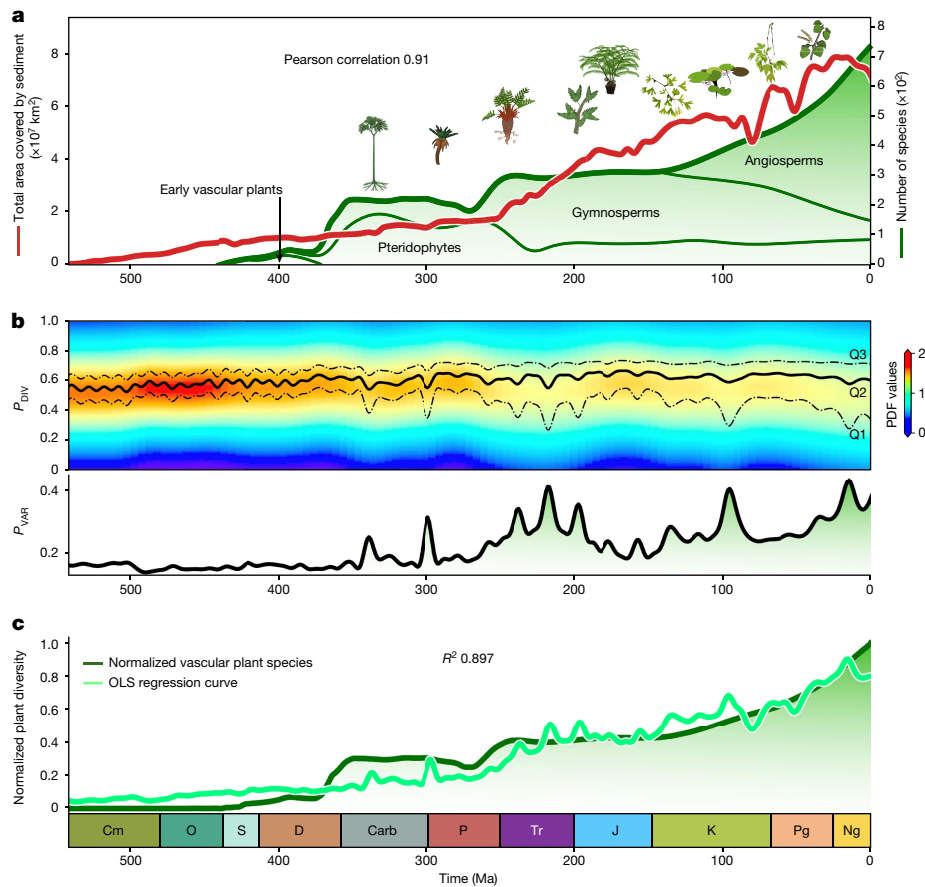 a
Total area covered by sediment
(×10⁷ km²)
8
6
4
2
0
Pearson correlation 0.91
Early vascular plants
Pteridophytes
Gymnosperms
Angiosperms
8
7
6
5
4
3
2
1
0
Number of species (×10²)
500
400
300
200
100
0
b
P_DIV
1.0
0.8
0.6
0.4
0.2
0
Q3
Q2
Q1
PDF values
2
1
0
P_VAR
0.4
0.2
500
400
300
200
100
0
c
Normalized plant diversity
1.0
0.8
0.6
0.4
0.2
0
Normalized vascular plant species
OLS regression curve
R² 0.897
Cm
O
S
D
Carb
P
Tr
J
K
Pg
Ng
500
400
300
200
100
0
Time (Ma)